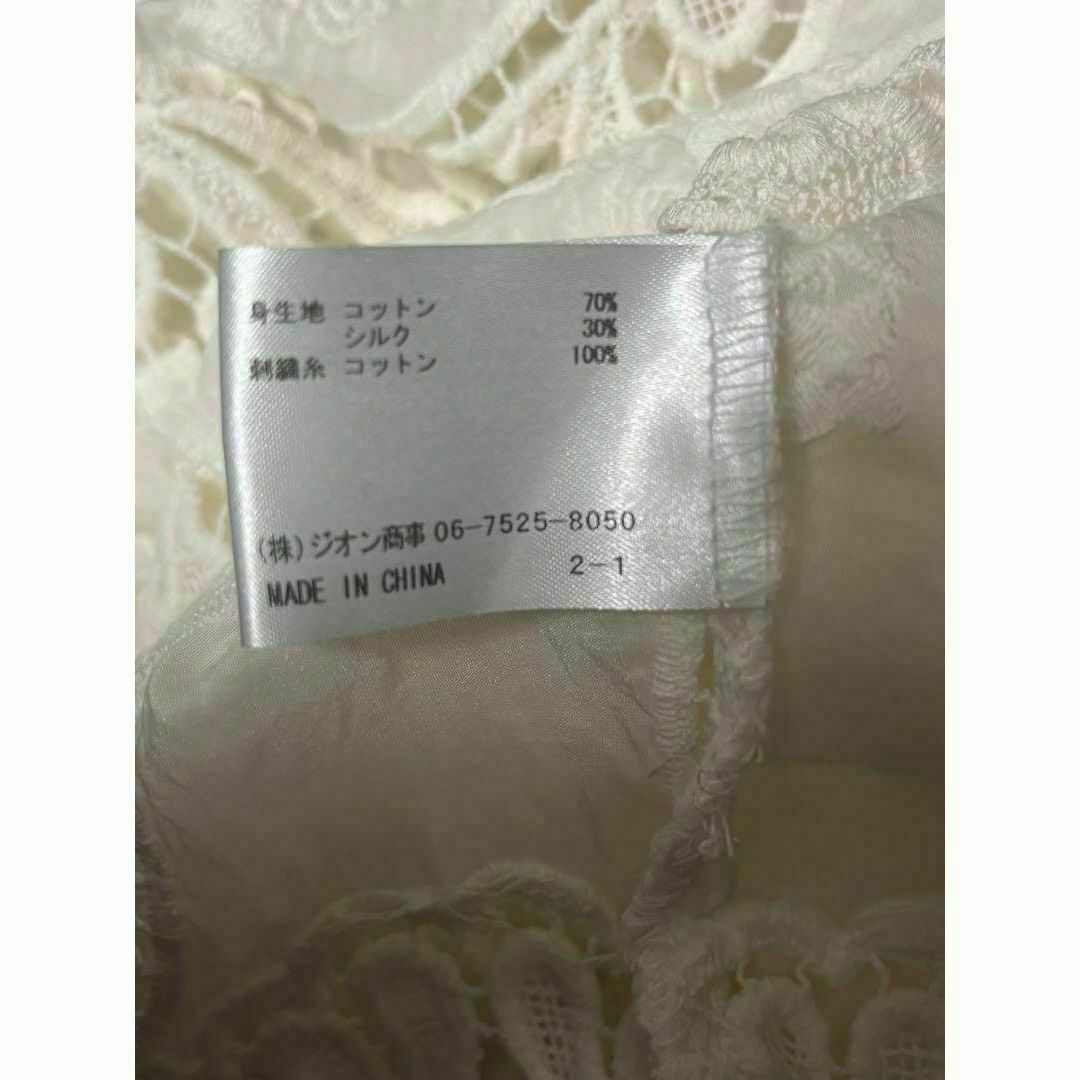 身生地 コットン 70%
シルク 30%
刺繍糸 コットン 100%
(株)ジオン商事 06-7525-8050
MADE IN CHINA 2-1